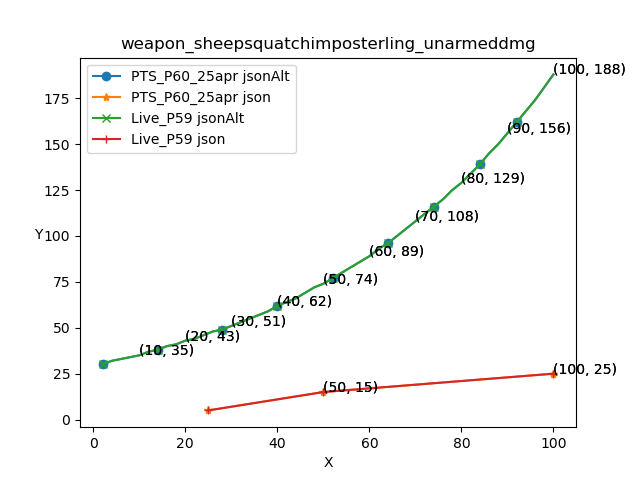 weapon_sheepsquatchimposterling_unarmeddmg
PTS_P60_25apr jsonAlt
PTS_P60_25apr json
Live_P59 jsonAlt
Live_P59 json
(100, 188)
(90, 156)
(80, 129)
(70, 108)
(60, 89)
(50, 74)
(40, 62)
(30, 51)
(20, 43)
(10, 35)
(100, 25)
(50, 15)
175
150
125
100
75
50
25
0
Y
0 20 40 60 80 100
X